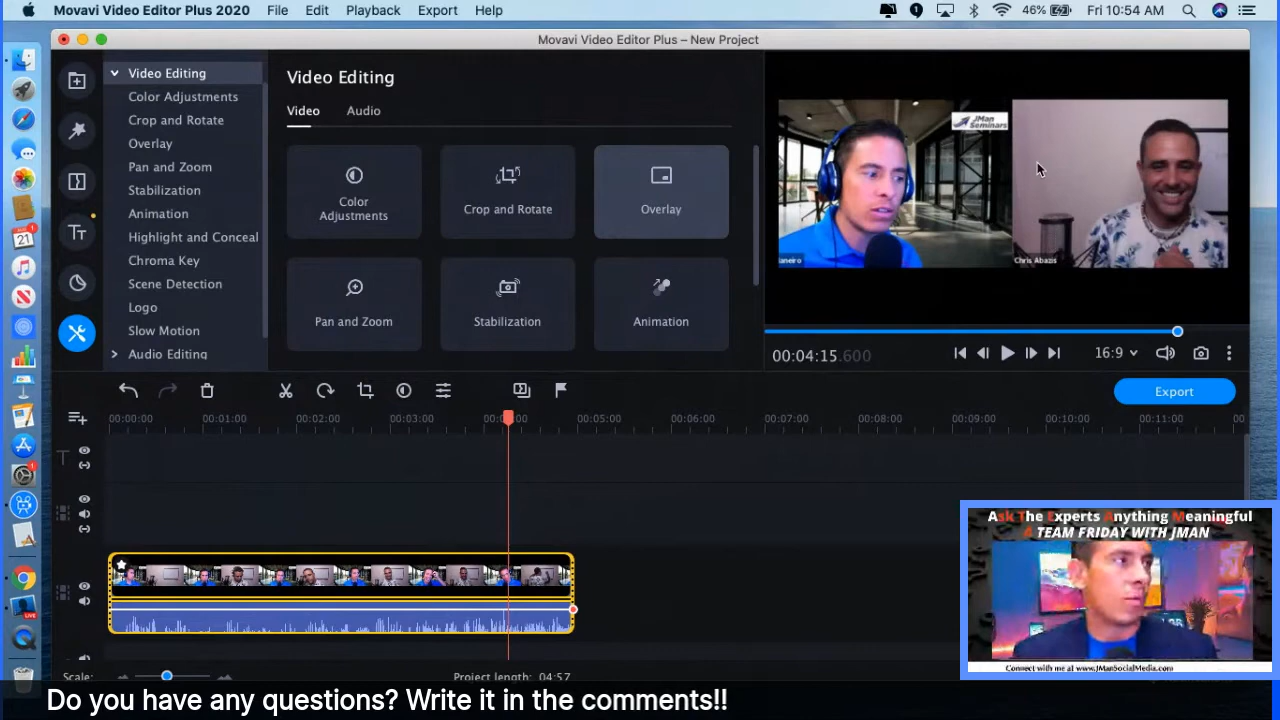 Movavi Video Editor Plus 2020 File Edit Playback Export Help
1 46% Fri 10:54 AM
Movavi Video Editor Plus – New Project
Video Editing
Color Adjustments
Crop and Rotate
Overlay
Pan and Zoom
Stabilization
Animation
Highlight and Conceal
Chroma Key
Scene Detection
Logo
Slow Motion
Audio Editing
Video Editing
Video Audio
Color
Adjustments
Crop and Rotate
Overlay
Pan and Zoom
Stabilization
Animation
JMan
Seminars
Chris Abazis
00:04:15.600
16:9
Export
00:00:00 00:01:00 00:02:00 00:03:00 00:05:00 00:06:00 00:07:00 00:08:00 00:09:00 00:10:00 00:11:00 00
Scale:
Project length: 04:57
Ask The Experts Anything Meaningful
A TEAM FRIDAY WITH JMAN
Connect with me at www.JManSocialMedia.com
Do you have any questions? Write it in the comments!!